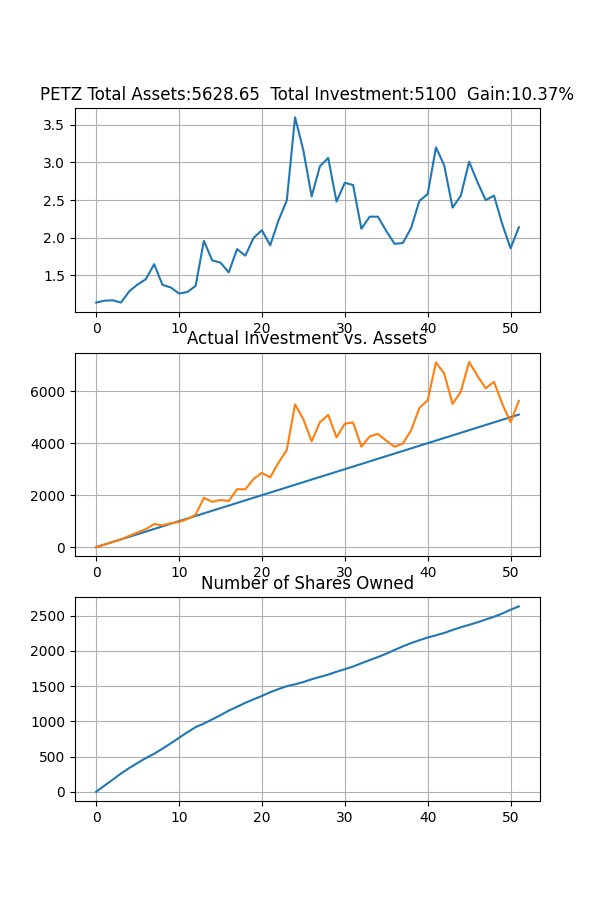 PETZ Total Assets:5628.65  Total Investment:5100  Gain:10.37%
3.5
3.0
2.5
2.0
1.5
0 10 20 30 40 50
Actual Investment vs. Assets
6000
4000
2000
0
0 10 20 30 40 50
Number of Shares Owned
2500
2000
1500
1000
500
0
0 10 20 30 40 50